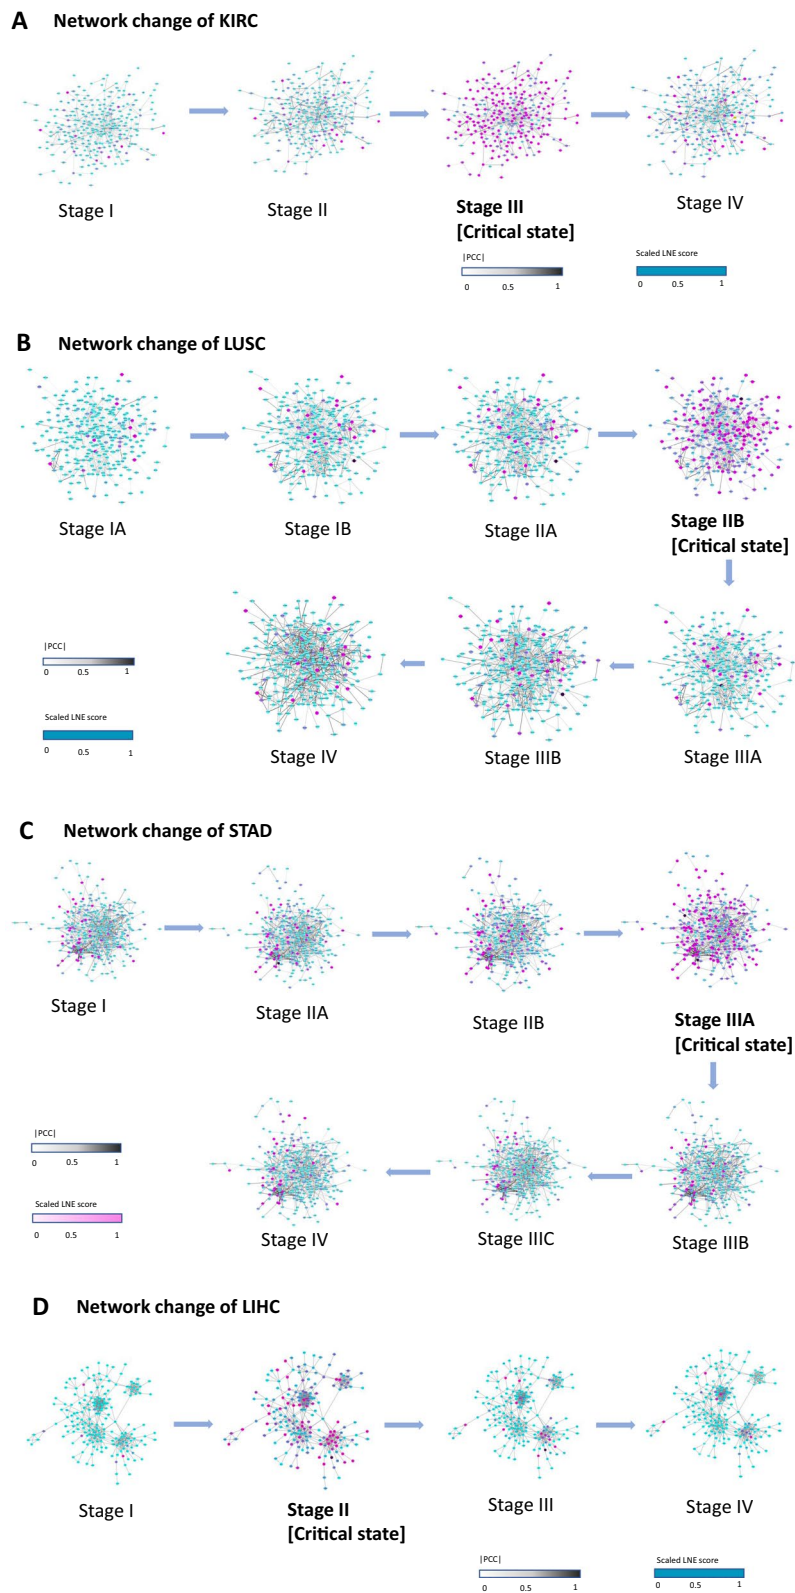 A Network change of KIRC
Stage I
Stage II
Stage III
[Critical state]
Stage IV
|PCC|
0 0.5 1
Scaled LNE score
0 0.5 1
B Network change of LUSC
Stage IA
Stage IB
Stage IIA
Stage IIB
[Critical state]
|PCC|
0 0.5 1
Scaled LNE score
0 0.5 1
Stage IV
Stage IIIB
Stage IIIA
C Network change of STAD
Stage I
Stage IIA
Stage IIB
Stage IIIA
[Critical state]
|PCC|
0 0.5 1
Scaled LNE score
0 0.5 1
Stage IV
Stage IIIC
Stage IIIB
D Network change of LIHC
Stage I
Stage II
[Critical state]
Stage III
Stage IV
|PCC|
0 0.5 1
Scaled LNE score
0 0.5 1